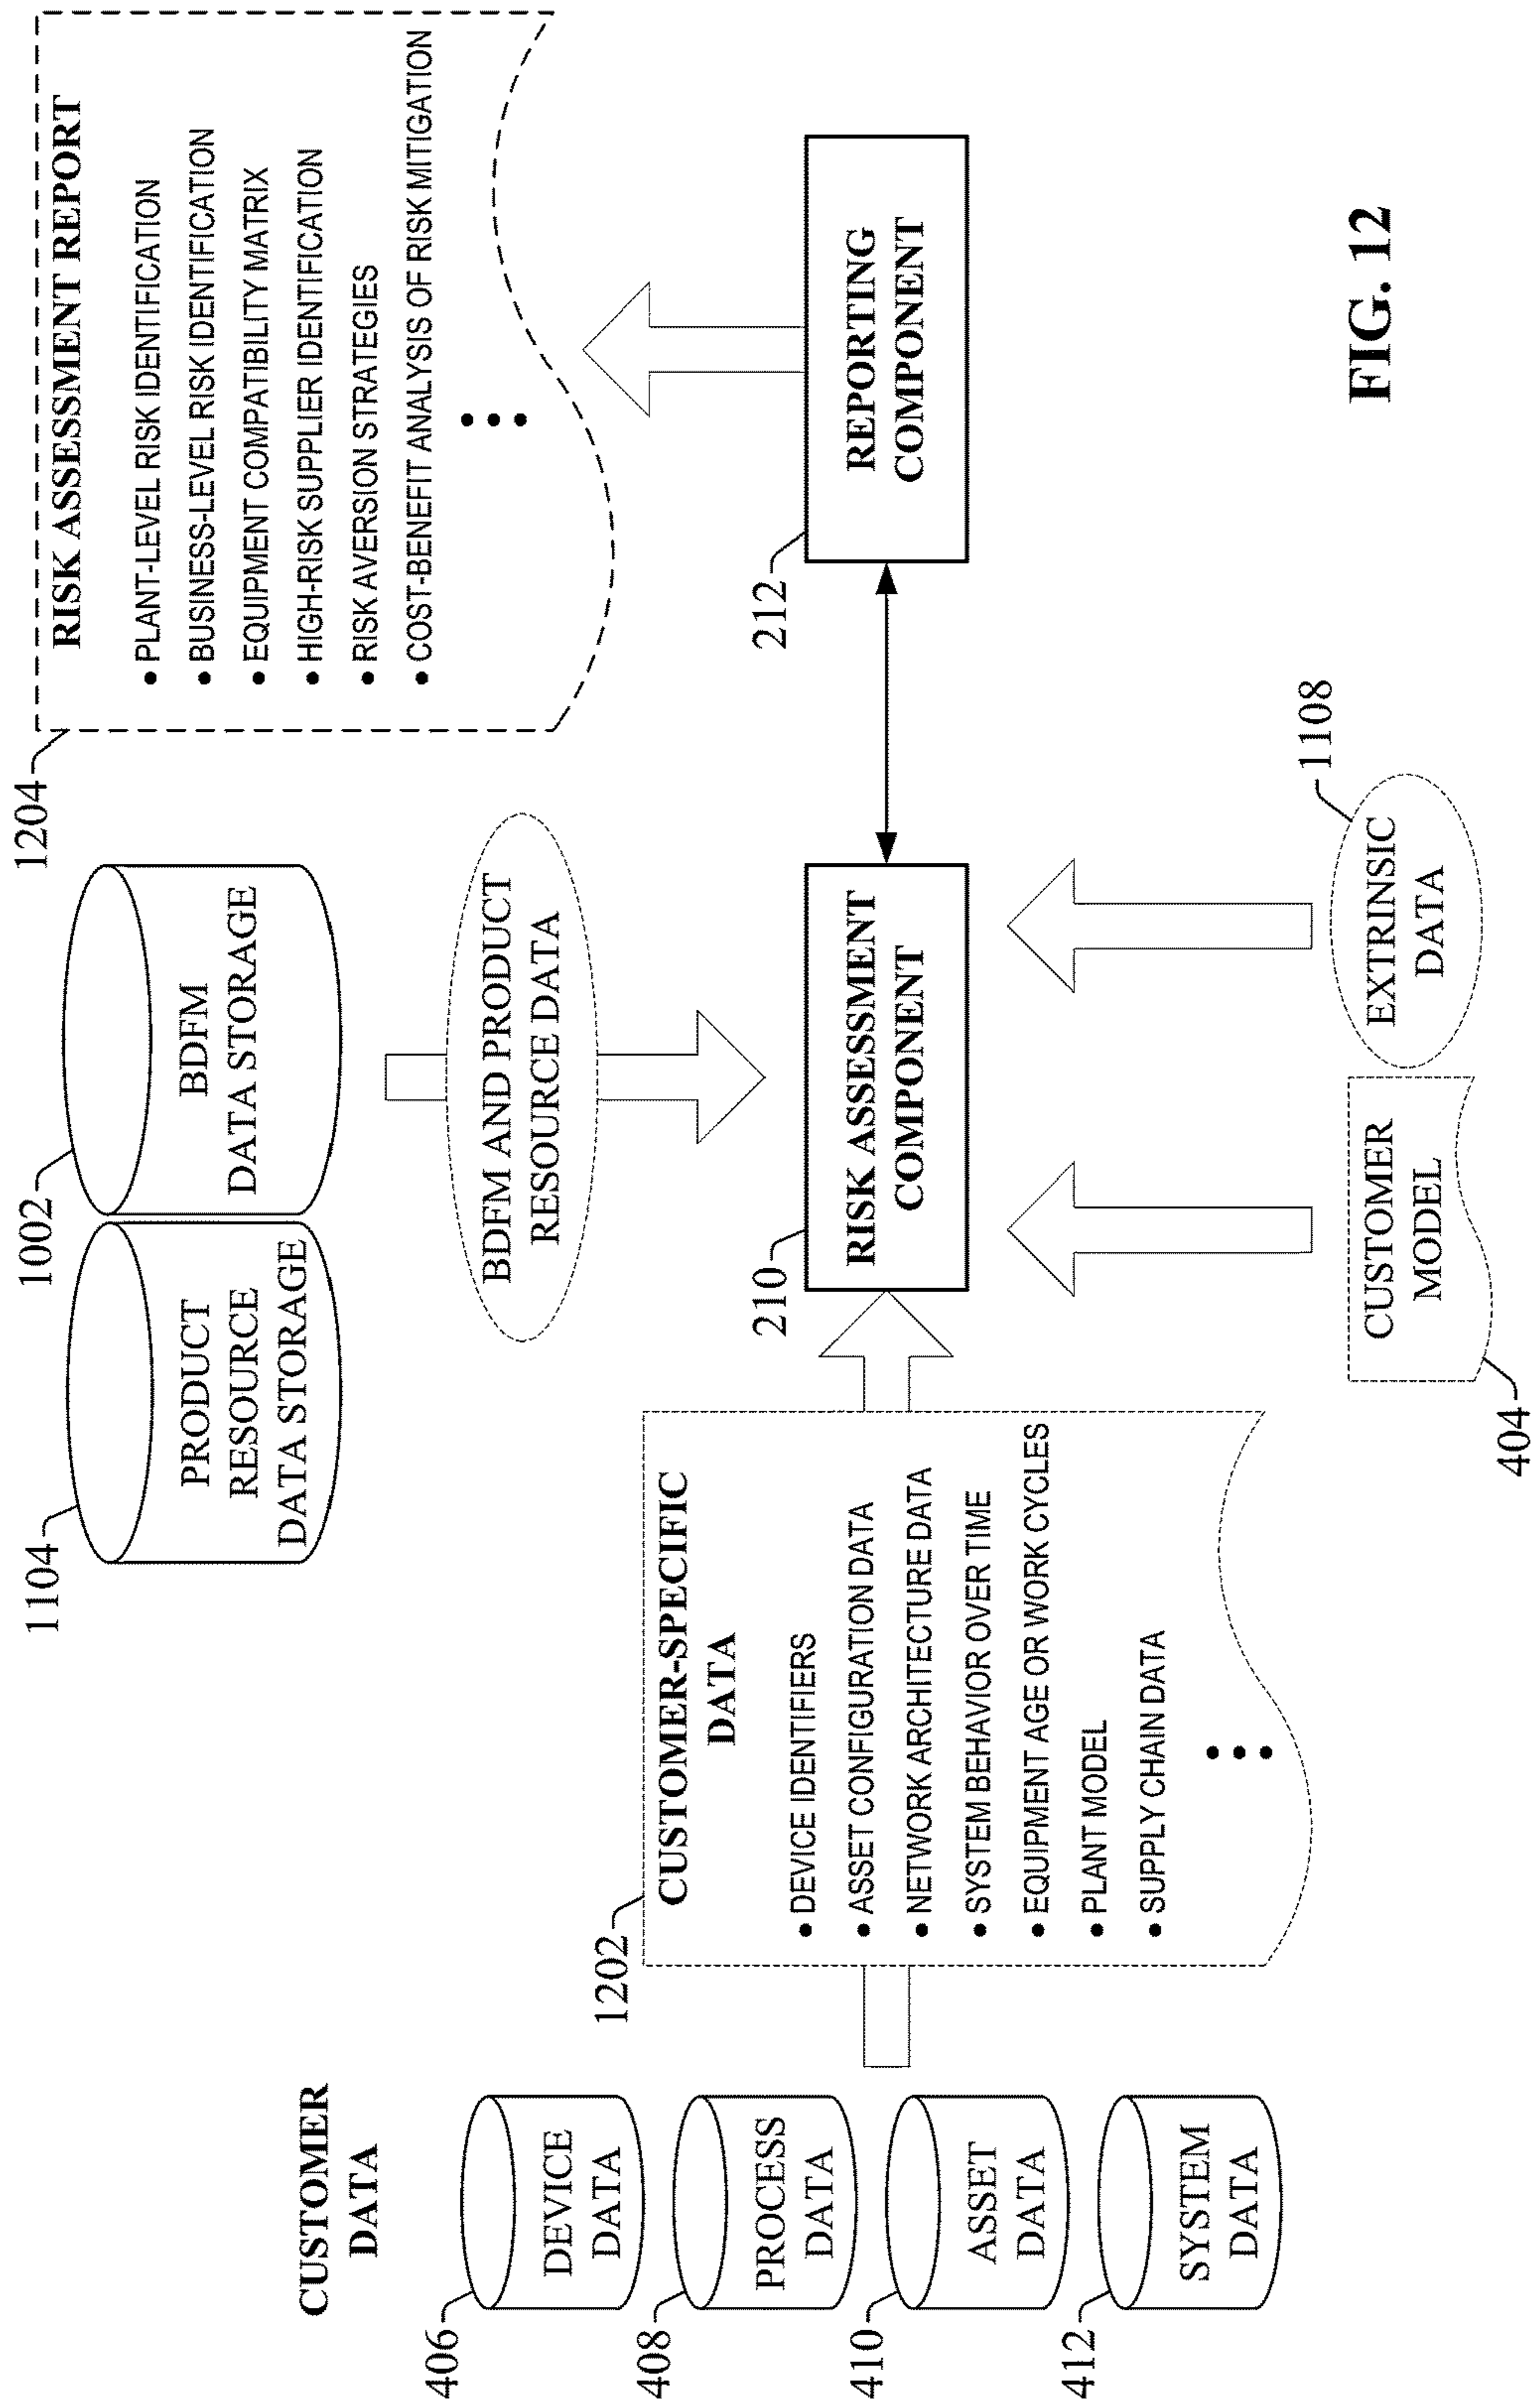 CUSTOMER
DATA
406
DEVICE
DATA
408
PROCESS
DATA
410
ASSET
DATA
412
SYSTEM
DATA
1202
CUSTOMER-SPECIFIC
DATA
• DEVICE IDENTIFIERS
• ASSET CONFIGURATION DATA
• NETWORK ARCHITECTURE DATA
• SYSTEM BEHAVIOR OVER TIME
• EQUIPMENT AGE OR WORK CYCLES
• PLANT MODEL
• SUPPLY CHAIN DATA
1104
PRODUCT
RESOURCE
DATA STORAGE
1002
BDFM
DATA STORAGE
BDFM AND PRODUCT
RESOURCE DATA
210
RISK ASSESSMENT
COMPONENT
404
CUSTOMER
MODEL
EXTRINSIC
DATA
1108
1204
RISK ASSESSMENT REPORT
• PLANT-LEVEL RISK IDENTIFICATION
• BUSINESS-LEVEL RISK IDENTIFICATION
• EQUIPMENT COMPATIBILITY MATRIX
• HIGH-RISK SUPPLIER IDENTIFICATION
• RISK AVERSION STRATEGIES
• COST-BENEFIT ANALYSIS OF RISK MITIGATION
212
REPORTING
COMPONENT
FIG. 12